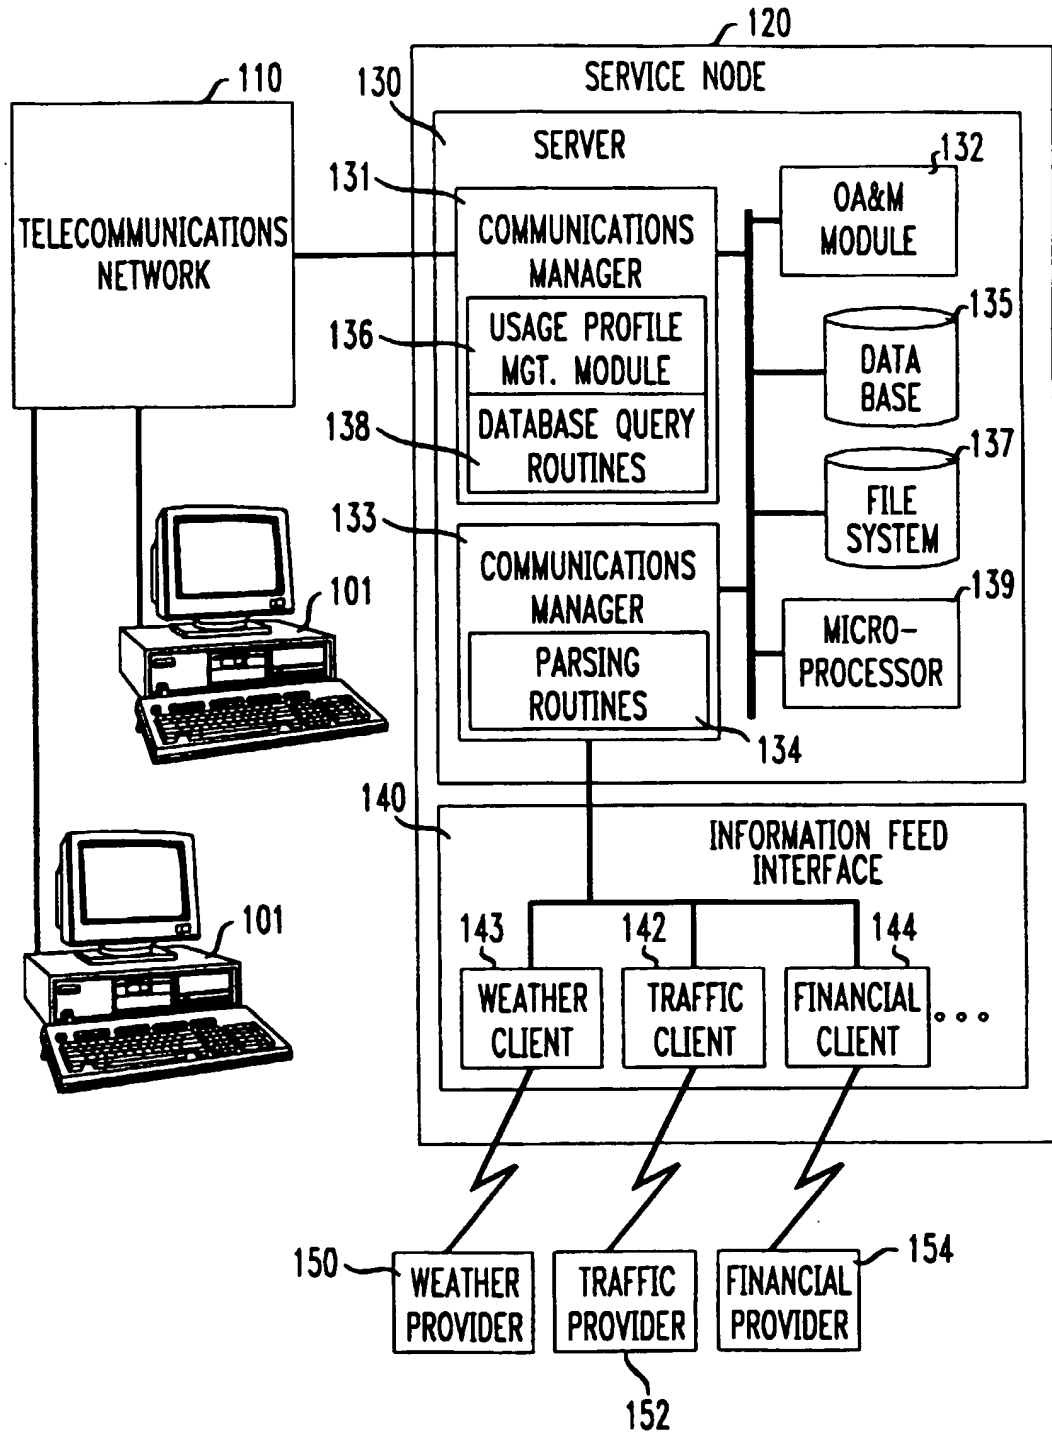 120
SERVICE NODE
110
TELECOMMUNICATIONS
NETWORK
130
SERVER
131
COMMUNICATIONS
MANAGER
136
USAGE PROFILE
MGT. MODULE
138
DATABASE QUERY
ROUTINES
132
OA&M
MODULE
135
DATA
BASE
137
FILE
SYSTEM
133
COMMUNICATIONS
MANAGER
PARSING
ROUTINES
134
139
MICRO-
PROCESSOR
101
101
140
INFORMATION FEED
INTERFACE
143
WEATHER
CLIENT
142
TRAFFIC
CLIENT
144
FINANCIAL
CLIENT
150
WEATHER
PROVIDER
TRAFFIC
PROVIDER
152
154
FINANCIAL
PROVIDER